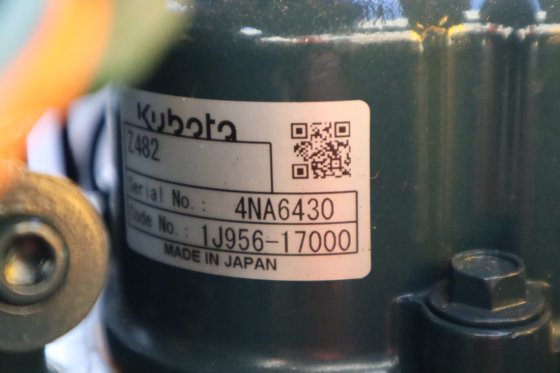 Kubota
Z482
Serial No.: 4NA6430
Code No.: 1J956-17000
MADE IN JAPAN